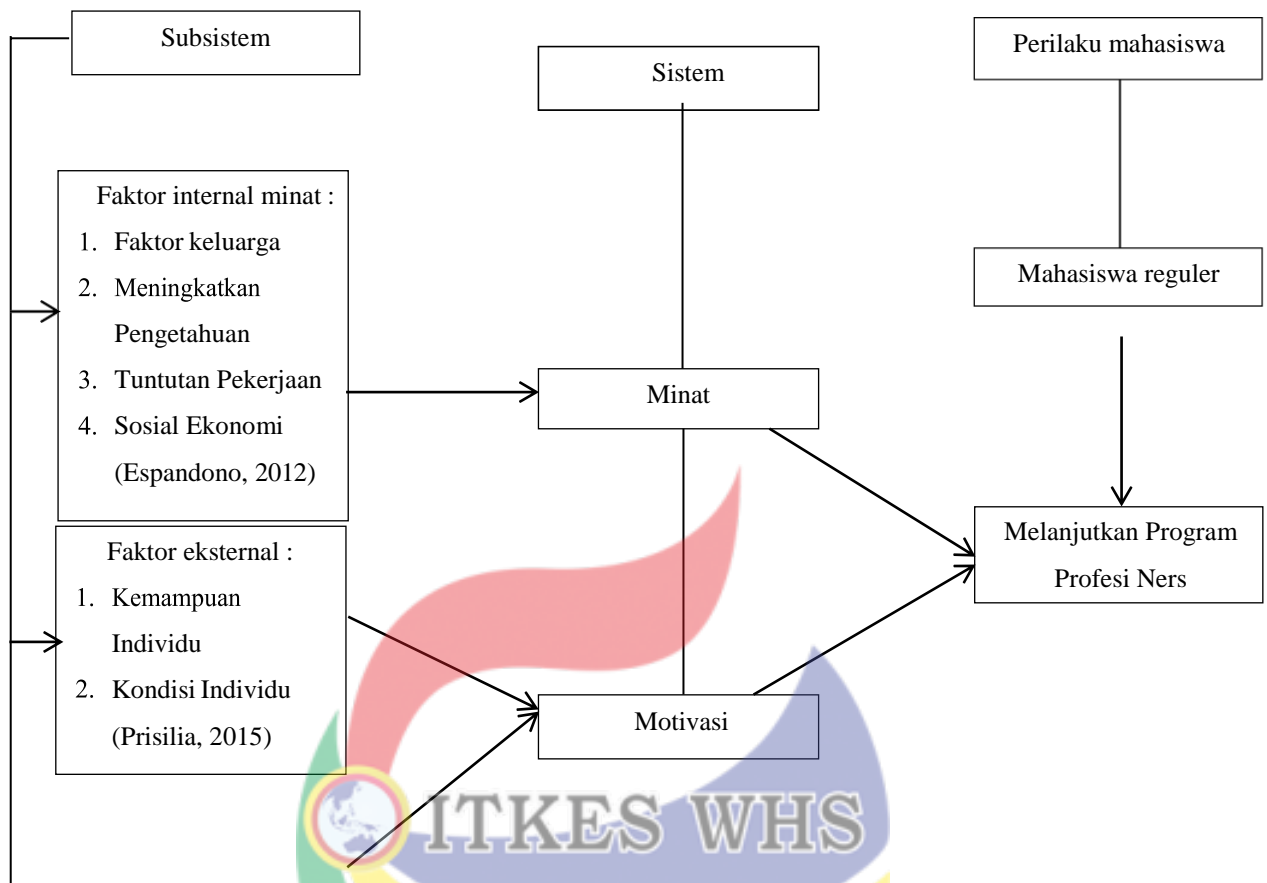 Subsistem
Sistem
Perilaku mahasiswa
Faktor internal minat :
1. Faktor keluarga
2. Meningkatkan
Pengetahuan
3. Tuntutan Pekerjaan
4. Sosial Ekonomi
(Espandono, 2012)
Mahasiswa reguler
Minat
Faktor eksternal :
1. Kemampuan
Individu
2. Kondisi Individu
(Prisilia, 2015)
Melanjutkan Program
Profesi Ners
Motivasi
ITKES WHS